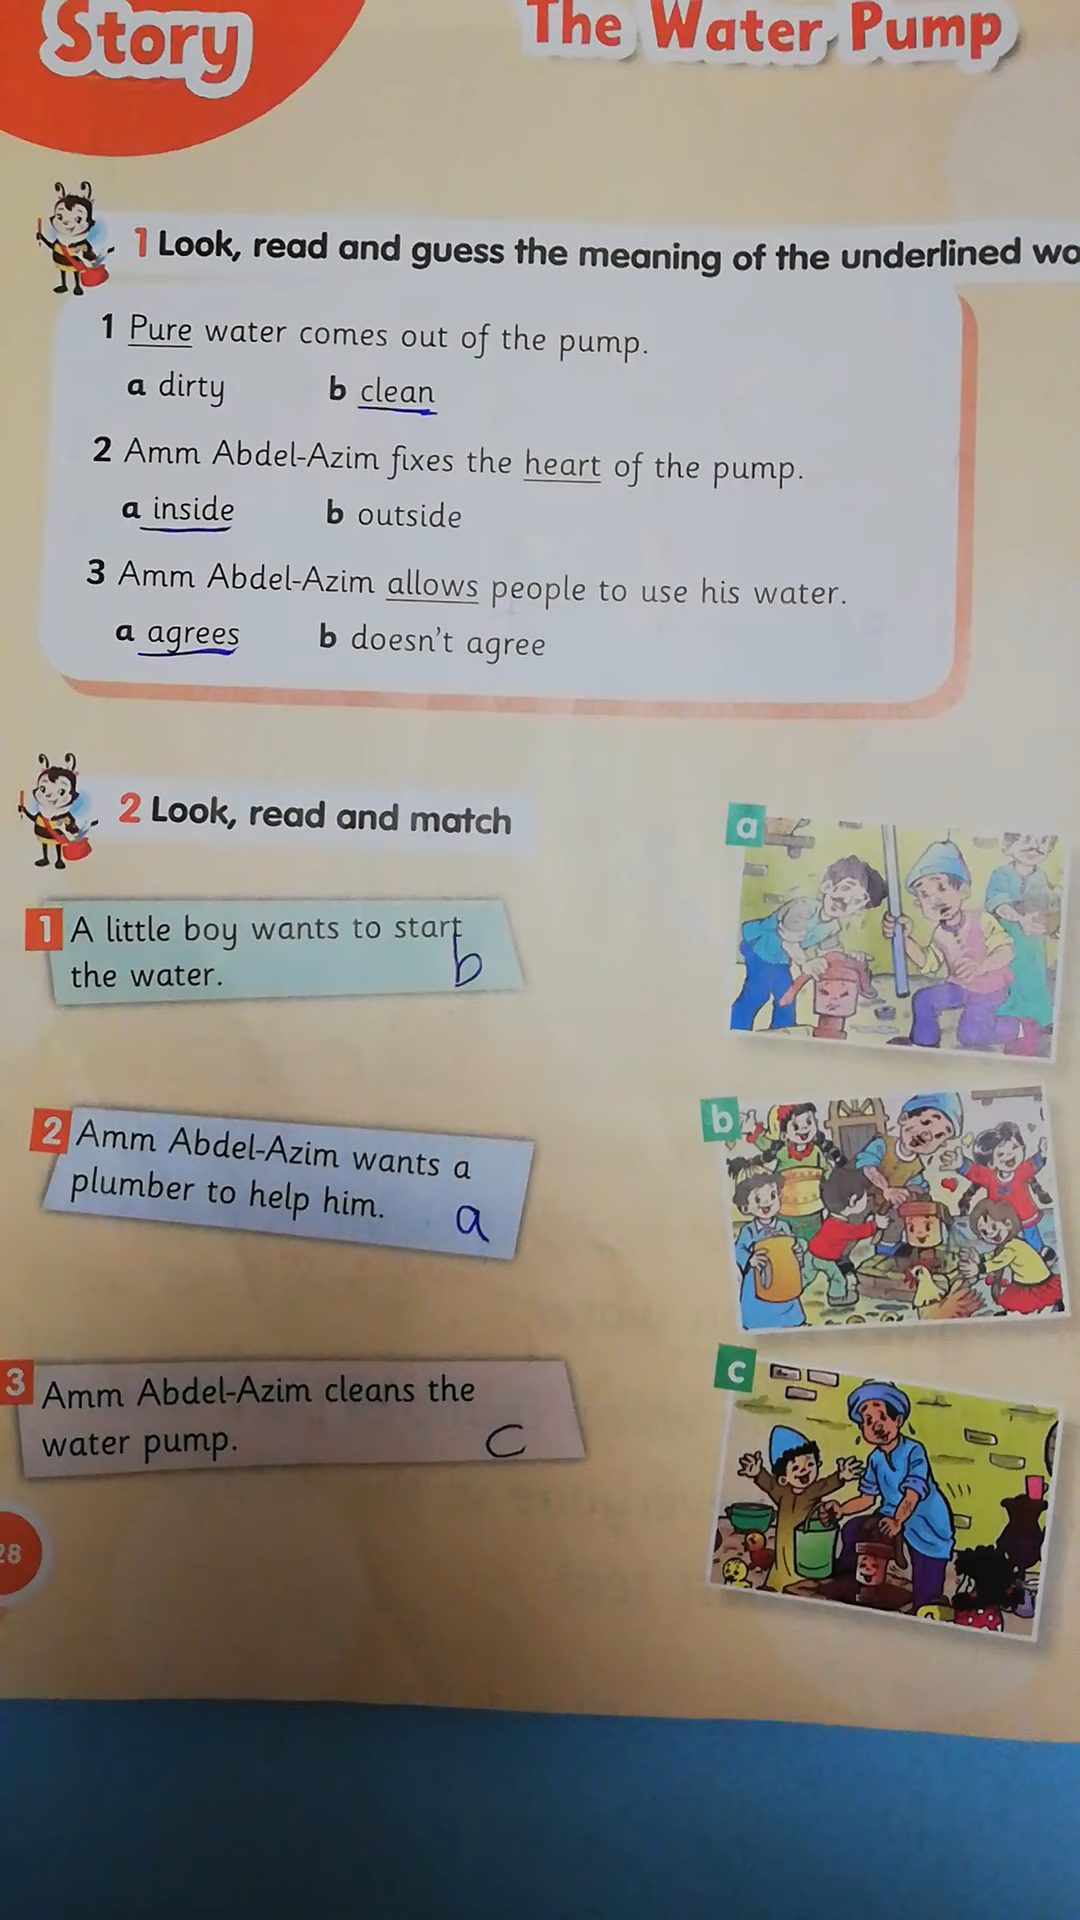 Story
The Water Pump
1 Look, read and guess the meaning of the underlined wo
1 Pure water comes out of the pump.
a dirty b clean
2 Amm Abdel-Azim fixes the heart of the pump.
a inside b outside
3 Amm Abdel-Azim allows people to use his water.
a agrees b doesn't agree
2 Look, read and match
a
1 A little boy wants to start
the water. b
b
2 Amm Abdel-Azim wants a
plumber to help him. a
c
3 Amm Abdel-Azim cleans the
water pump. c
28